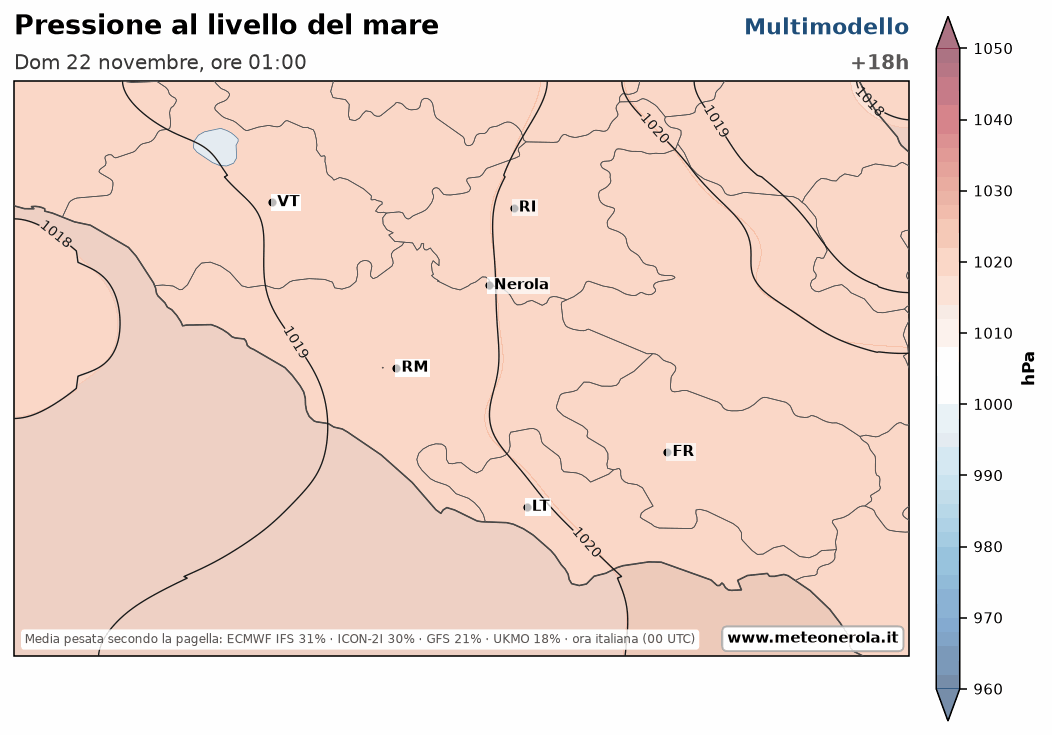 Pressione al livello del mare
Multimodello
Dom 22 novembre, ore 01:00
+18h
1018
1020
1019
1018
VT
RI
Nerola
1019
RM
FR
LT
1020
Media pesata secondo la pagella: ECMWF IFS 31% · ICON-2I 30% · GFS 21% · UKMO 18% · ora italiana (00 UTC)
www.meteonerola.it
1050
1040
1030
1020
1010
1000
990
980
970
960
hPa